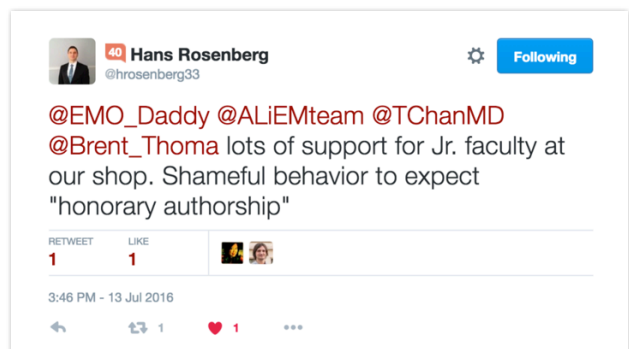 40 Hans Rosenberg
@hrosenberg33
Following
@EMO_Daddy @ALiEMteam @TChanMD
@Brent_Thoma lots of support for Jr. faculty at
our shop. Shameful behavior to expect
"honorary authorship"
RETWEET LIKE
1 1
3:46 PM - 13 Jul 2016
1 1